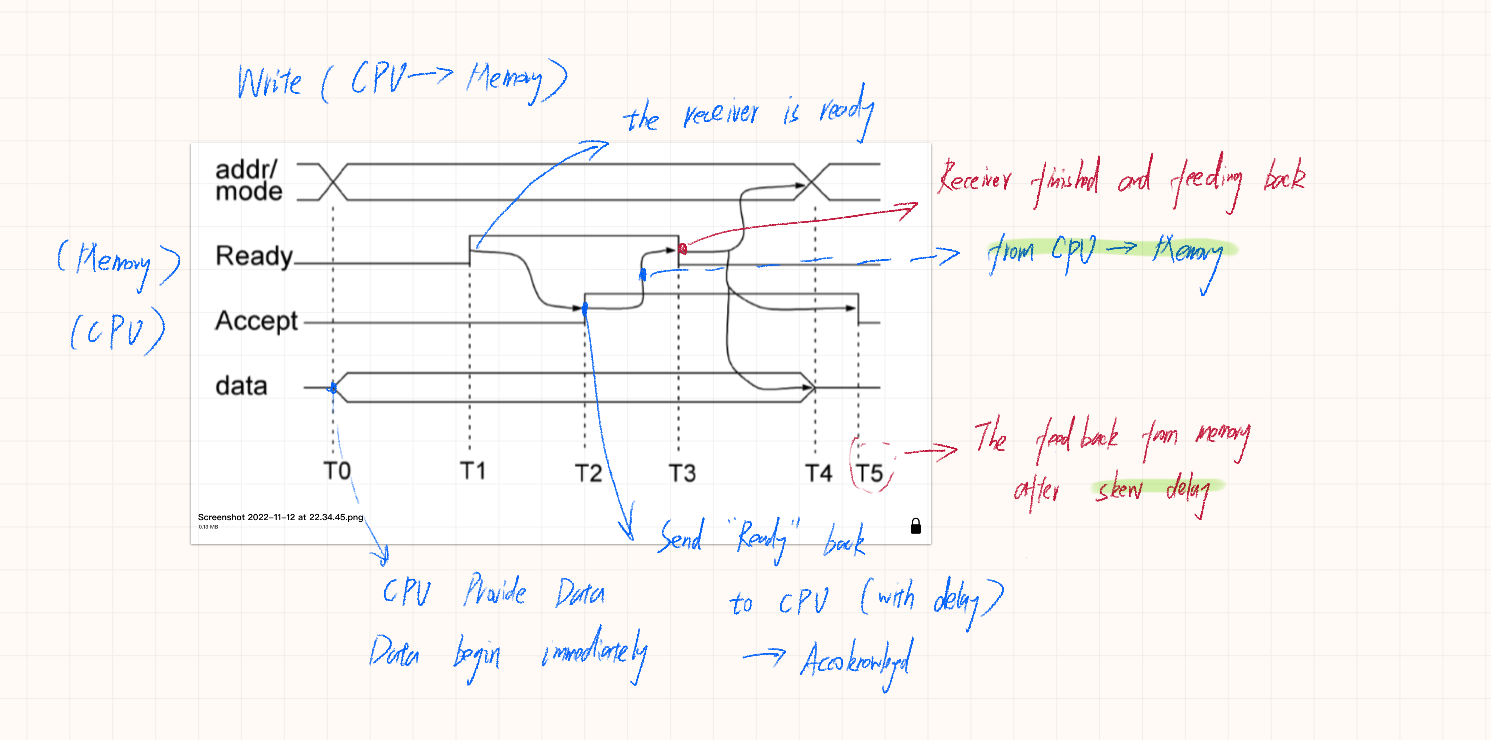 Write ( CPU → Memory )
the receiver is ready
addr/
mode
Receiver finished and feeding back
(Memory)
Ready
from CPU → Memory
(CPU)
Accept
data
The feedback from memory
after skew delay
T0 T1 T2 T3 T4 T5
Screenshot 2022-11-12 at 22.34.45.png
0.13 MB
Send "Ready" back
to CPU (with delay)
→
CPU Provide Data
Data begin immediately